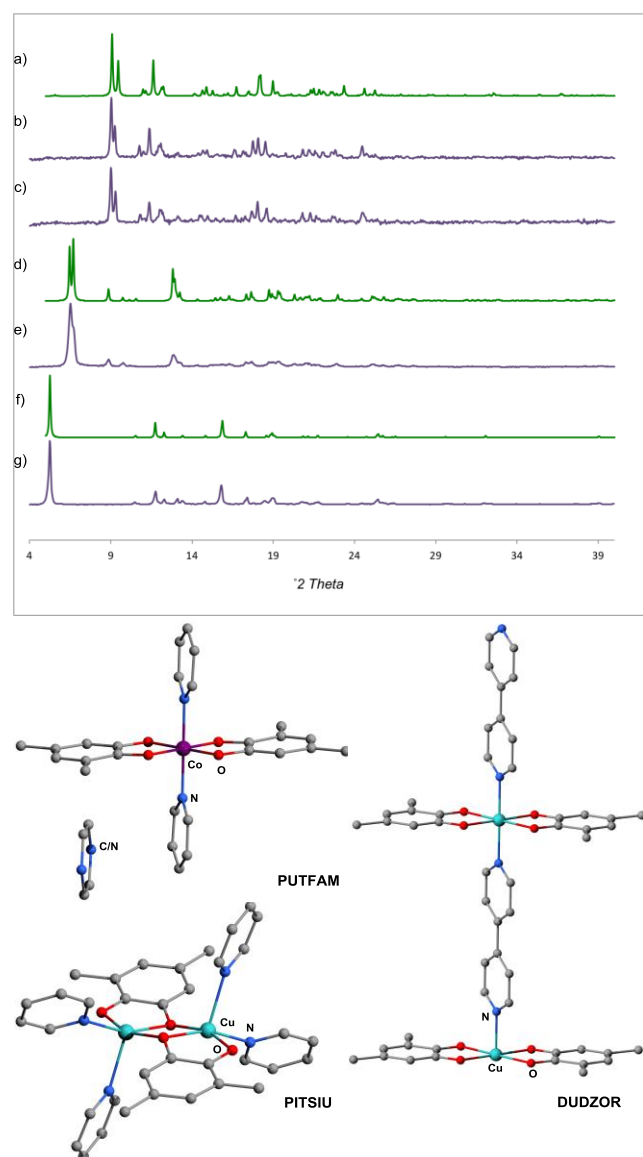 a)
b)
c)
d)
e)
f)
g)
4 9 14 19 24 29 34 39
°2 Theta
Co
O
N
C/N
PUTFAM
Cu
N
O
PITSIU
N
Cu
O
DUDZOR